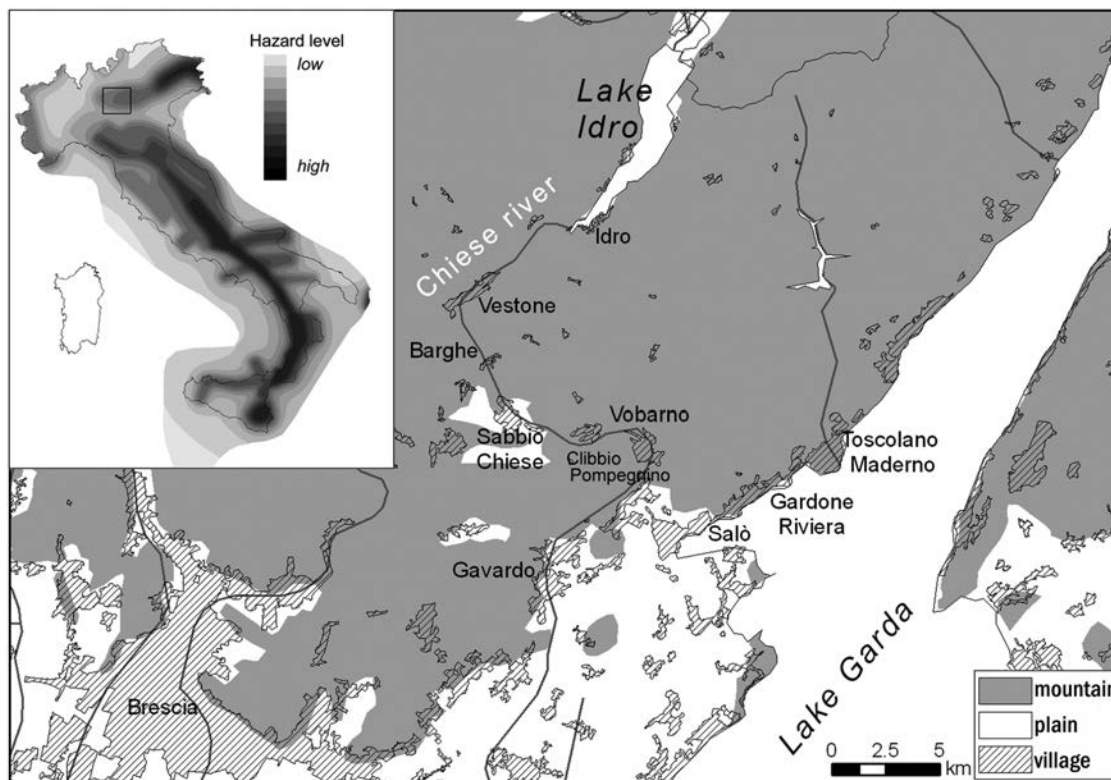 Hazard level
low
high
Lake
Idro
Chiese river
Idro
Vestone
Barghe
Vobarno
Sabbio
Chiese
Clibbio
Pompegnino
Toscolano
Maderno
Gardone
Riviera
Salò
Gavardo
Brescia
Lake Garda
mountain
plain
village
0 2.5 5
km